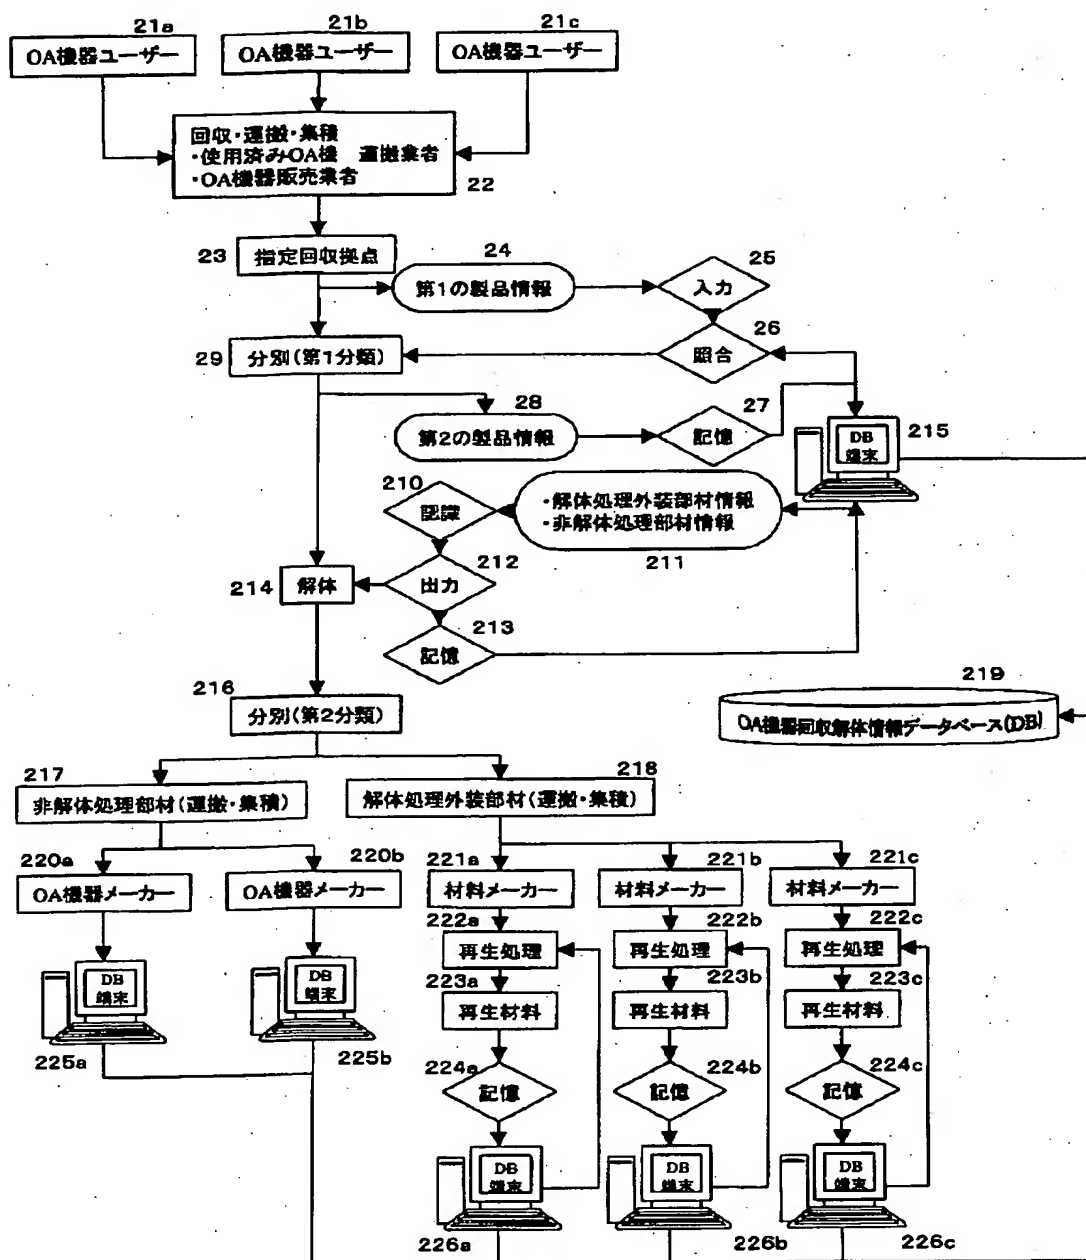 21a
21b
21c
OA機器ユーザー
OA機器ユーザー
OA機器ユーザー
回収・運搬・集積
・使用済みOA機 運搬業者
・OA機器販売業者
22
23
指定回収拠点
24
第1の製品情報
25
入力
26
照合
29
分別(第1分類)
28
第2の製品情報
27
記憶
DB
端末
215
210
認識
・解体処理外装部材情報
・非解体処理部材情報
211
212
出力
214
解体
213
記憶
216
分別(第2分類)
219
OA機器回収解体情報データベース(DB)
217
非解体処理部材(運搬・集積)
218
解体処理外装部材(運搬・集積)
220a
OA機器メーカー
220b
OA機器メーカー
221a
材料メーカー
221b
材料メーカー
221c
材料メーカー
222a
再生処理
222b
再生処理
222c
再生処理
DB
端末
225a
DB
端末
225b
223a
再生材料
223b
再生材料
223c
再生材料
224a
記憶
224b
記憶
224c
記憶
DB
端末
226a
DB
端末
226b
DB
端末
226c